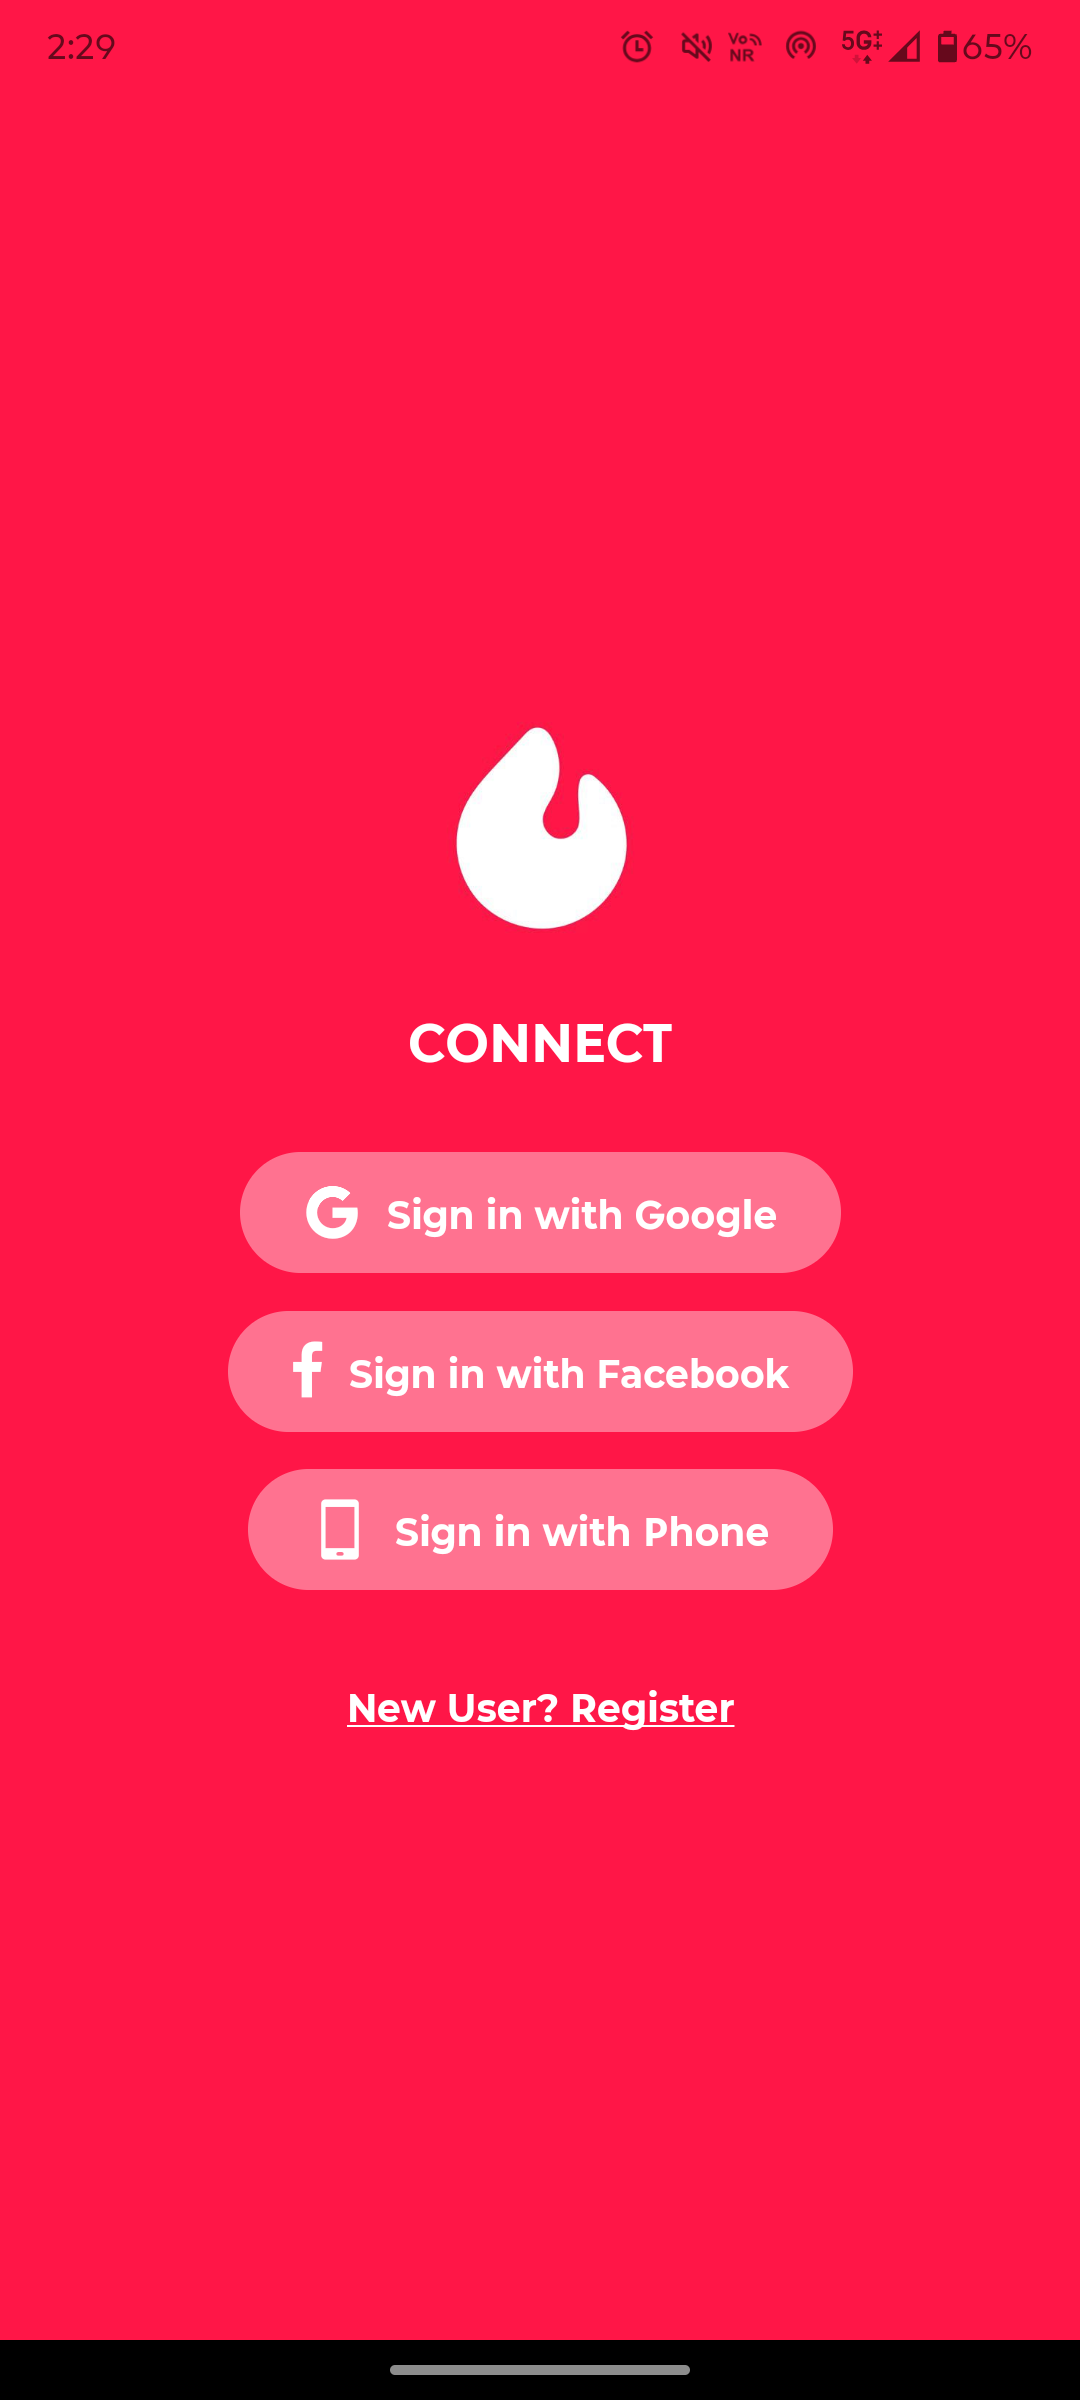 2:29 Vo NR 5G++ 65%
CONNECT
Sign in with Google
Sign in with Facebook
Sign in with Phone
New User? Register